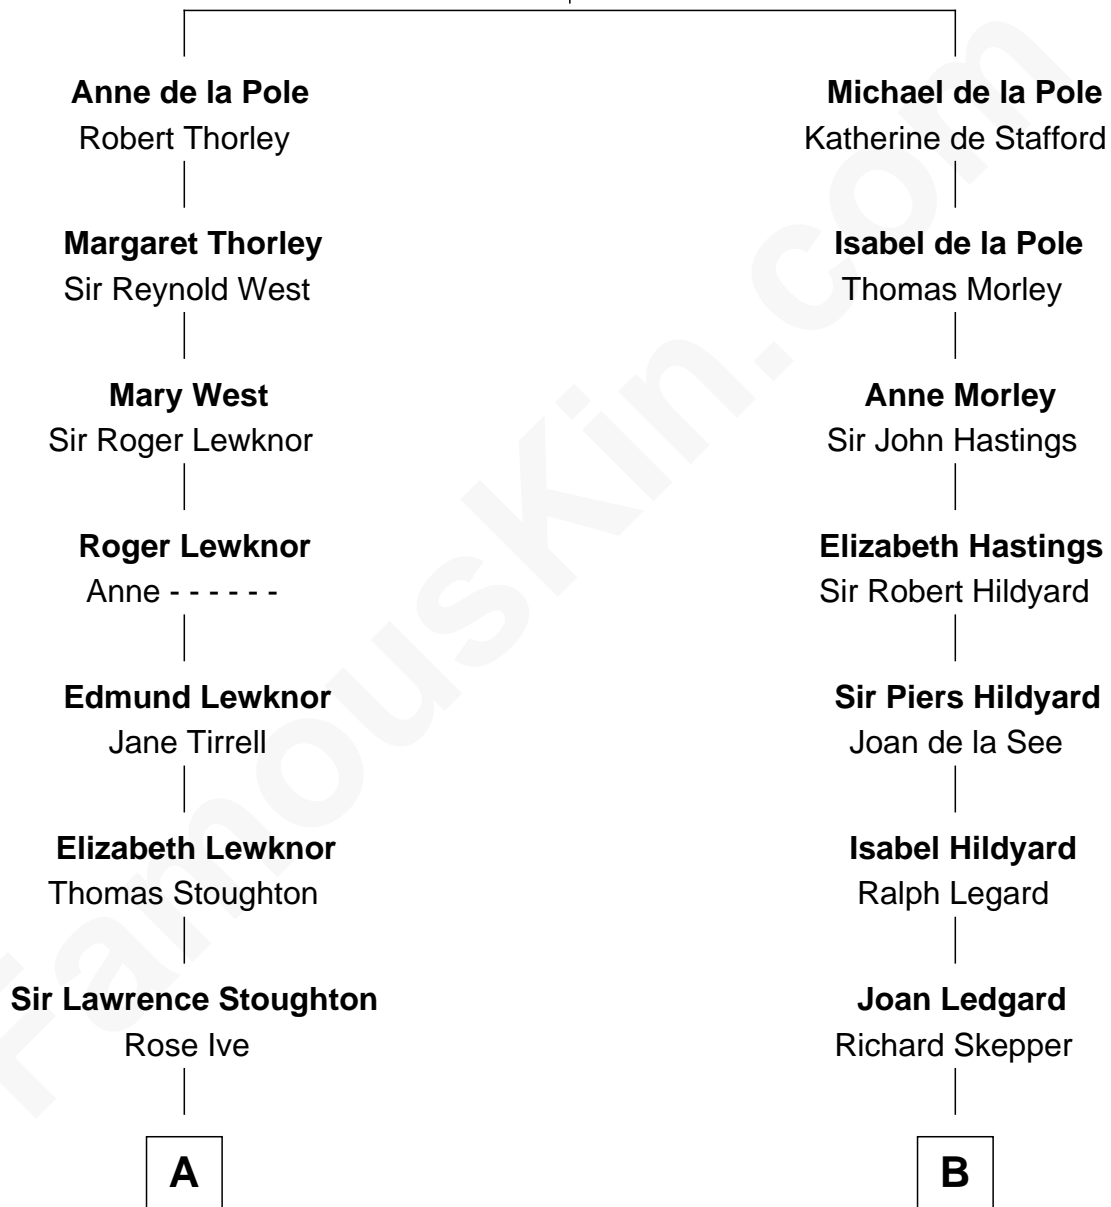 Anne de la Pole
Robert Thorley
Margaret Thorley
Sir Reynold West
Mary West
Sir Roger Lewknor
Roger Lewknor
Anne - - - - - -
Edmund Lewknor
Jane Tirrell
Elizabeth Lewknor
Thomas Stoughton
Sir Lawrence Stoughton
Rose Ive
A
Michael de la Pole
Katherine de Stafford
Isabel de la Pole
Thomas Morley
Anne Morley
Sir John Hastings
Elizabeth Hastings
Sir Robert Hildyard
Sir Piers Hildyard
Joan de la See
Isabel Hildyard
Ralph Legard
Joan Ledgard
Richard Skepper
B
FamousKin.com